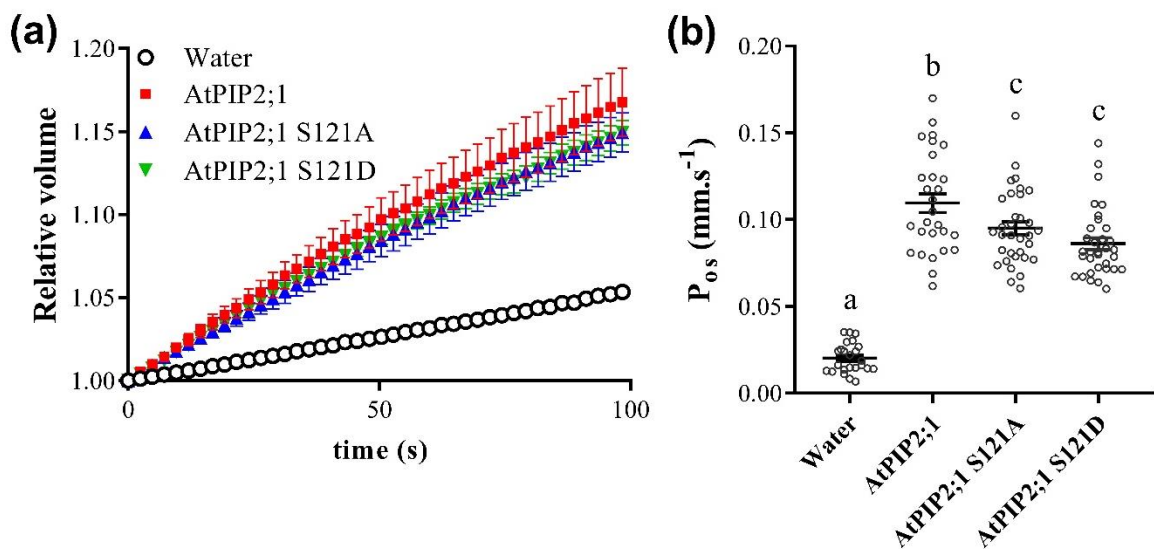 (a)
Relative volume
1.20
1.15
1.10
1.05
1.00
Water
AtPIP2;1
AtPIP2;1 S121A
AtPIP2;1 S121D
0
50
100
time (s)
(b)
Pos (mm.s-1)
0.20
0.15
0.10
0.05
0.00
a
b
c
c
Water
AtPIP2;1
AtPIP2;1 S121A
AtPIP2;1 S121D